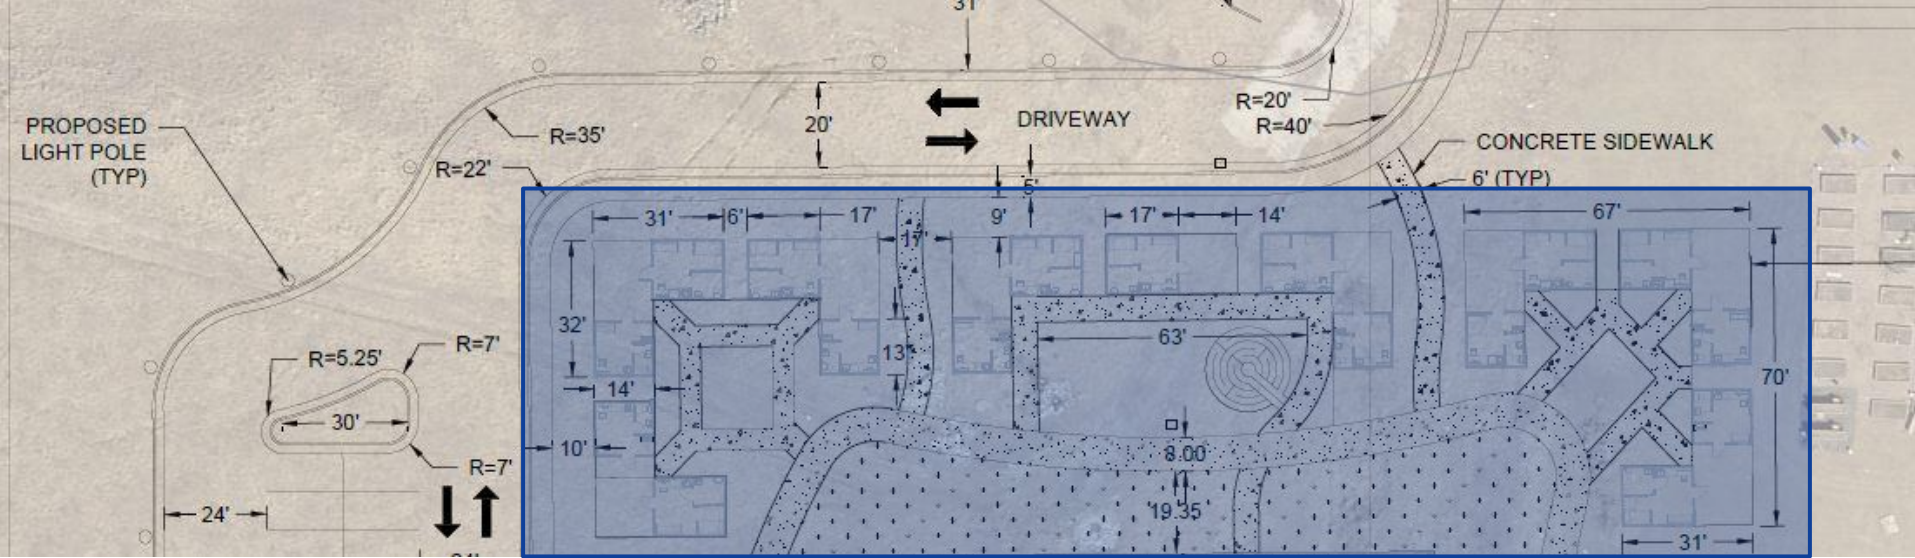 31'
PROPOSED
LIGHT POLE
(TYP)
R=35'
R=22'
20'
DRIVEWAY
R=20'
R=40'
CONCRETE SIDEWALK
6' (TYP)
5'
9'
31'
6'
17'
17'
17'
14'
67'
32'
13'
63'
70'
14'
10'
8.00
19.35
31'
R=5.25'
R=7'
30'
R=7'
24'